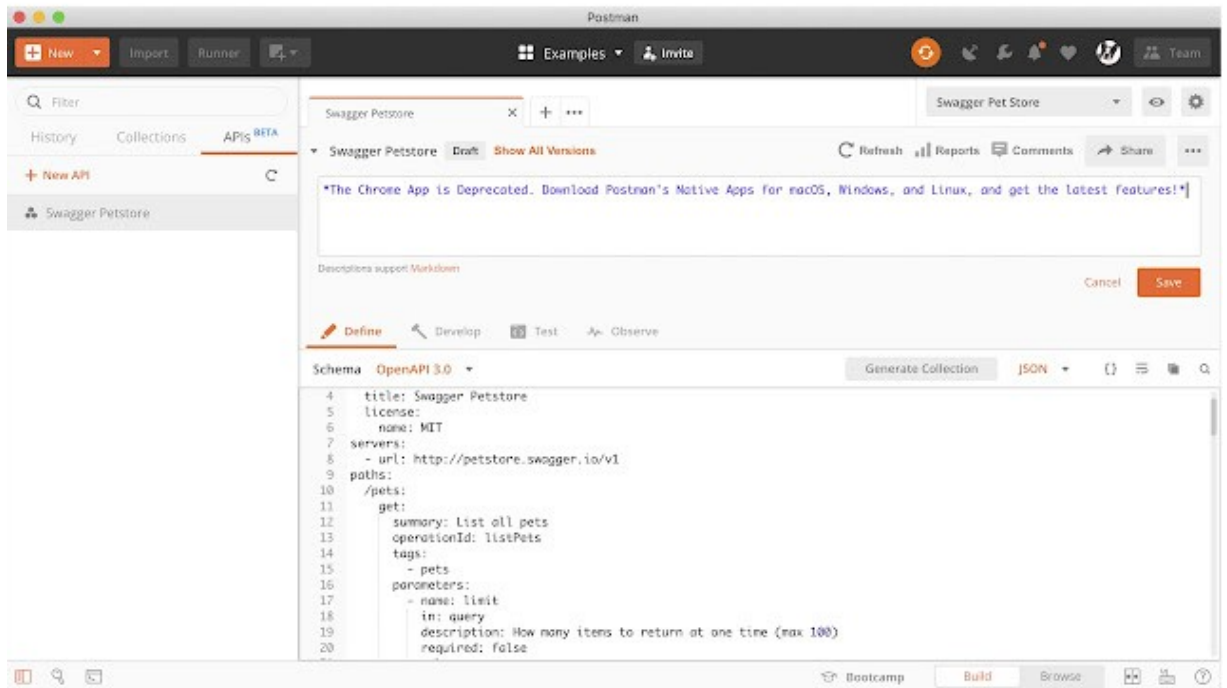 Postman
New Import Runner Examples Invite Team
Filter
History Collections APIs BETA
+ New API
Swagger Petstore
Swagger Petstore
Swagger Pet Store
Swagger Petstore Draft Show All Versions Refresh Reports Comments Share
*The Chrome App is Deprecated. Download Postman's Native Apps for macOS, Windows, and Linux, and get the latest features!*
Descriptions support Markdown
Cancel Save
Define Develop Test Observe
Schema OpenAPI 3.0 Generate Collection JSON {}
4 title: Swagger Petstore
5 license:
6 name: MIT
7 servers:
8 - url: http://petstore.swagger.io/v1
9 paths:
10 /pets:
11 get:
12 summary: List all pets
13 operationId: listPets
14 tags:
15 - pets
16 parameters:
17 - name: limit
18 in: query
19 description: How many items to return at one time (max 100)
20 required: false
Bootcamp Build Browse